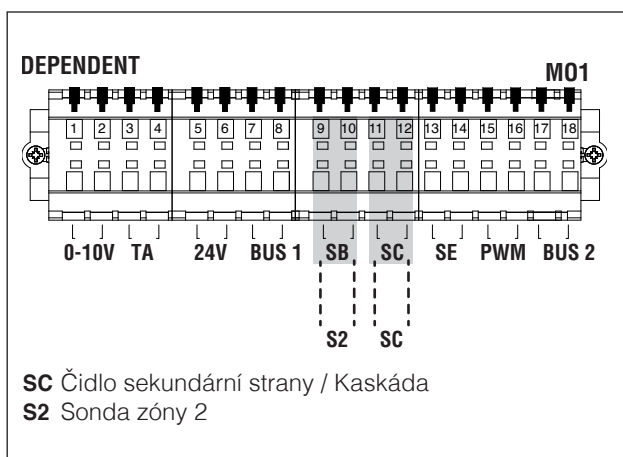 DEPENDENT
M01
1 2 3 4 5 6 7 8 9 10 11 12 13 14 15 16 17 18
0-10V TA 24V BUS 1 SB SC SE PWM BUS 2
S2 SC
SC Čidlo sekundární strany / Kaskáda
S2 Sonda zóny 2